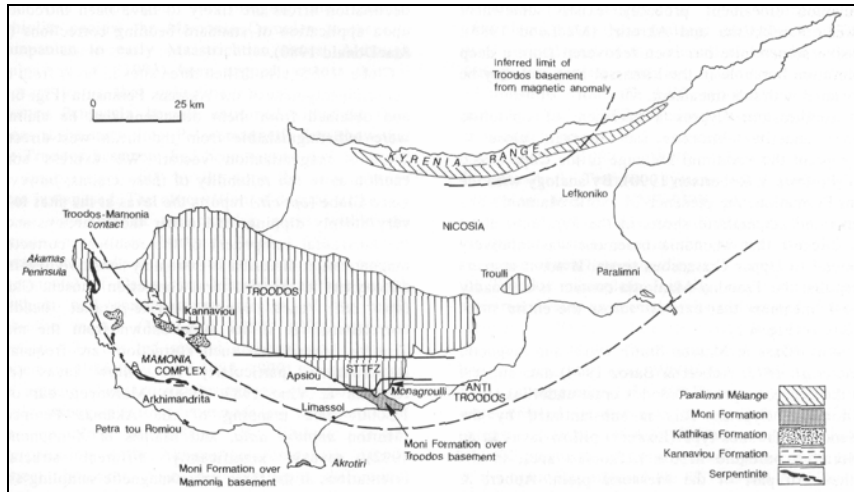 0
25 km
Inferred limit of
Troodos basement
from magnetic anomaly
KYRENIA RANGE
Lefkoniko
NICOSIA
Troodos-Mamonia
contact
Akamas
Peninsula
TROODOS
Troulli
Paralimni
Kannaviou
MAMONIA
COMPLEX
STTFZ
Apsiou
Monagroulli
ANTI
TROODOS
Arkhimandrita
Limassol
Petra tou Romiou
Moni Formation over
Troodos basement
Akrotiri
Moni Formation over
Mamonia basement
Paralimni Mélange
Moni Formation
Kathikas Formation
Kannaviou Formation
Serpentinite